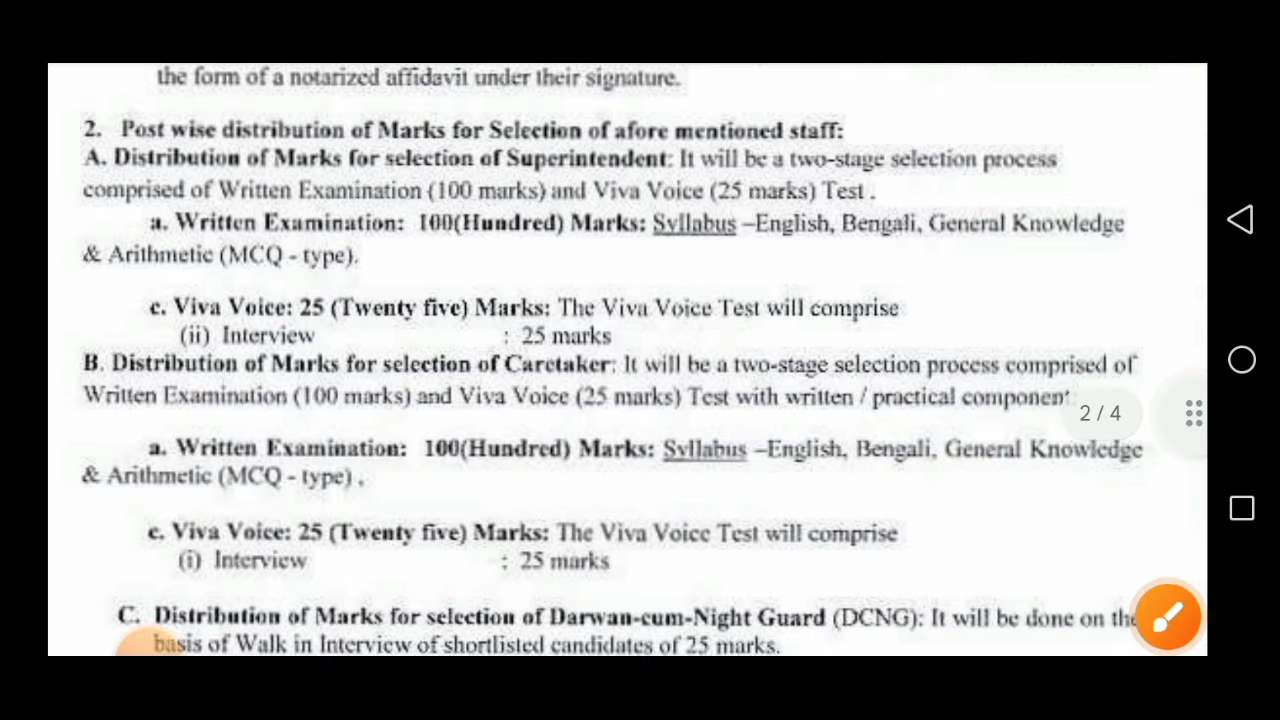 the form of a notarized affidavit under their signature.
2. Post wise distribution of Marks for Selection of afore mentioned staff:
A. Distribution of Marks for selection of Superintendent: It will be a two-stage selection process
comprised of Written Examination (100 marks) and Viva Voice (25 marks) Test .
a. Written Examination: 100(Hundred) Marks: Syllabus –English, Bengali, General Knowledge
& Arithmetic (MCQ - type).
c. Viva Voice: 25 (Twenty five) Marks: The Viva Voice Test will comprise
(ii) Interview : 25 marks
B. Distribution of Marks for selection of Caretaker: It will be a two-stage selection process comprised of
Written Examination (100 marks) and Viva Voice (25 marks) Test with written / practical component
2 / 4
a. Written Examination: 100(Hundred) Marks: Syllabus –English, Bengali, General Knowledge
& Arithmetic (MCQ - type) .
c. Viva Voice: 25 (Twenty five) Marks: The Viva Voice Test will comprise
(i) Interview : 25 marks
C. Distribution of Marks for selection of Darwan-cum-Night Guard (DCNG): It will be done on the
basis of Walk in Interview of shortlisted candidates of 25 marks.